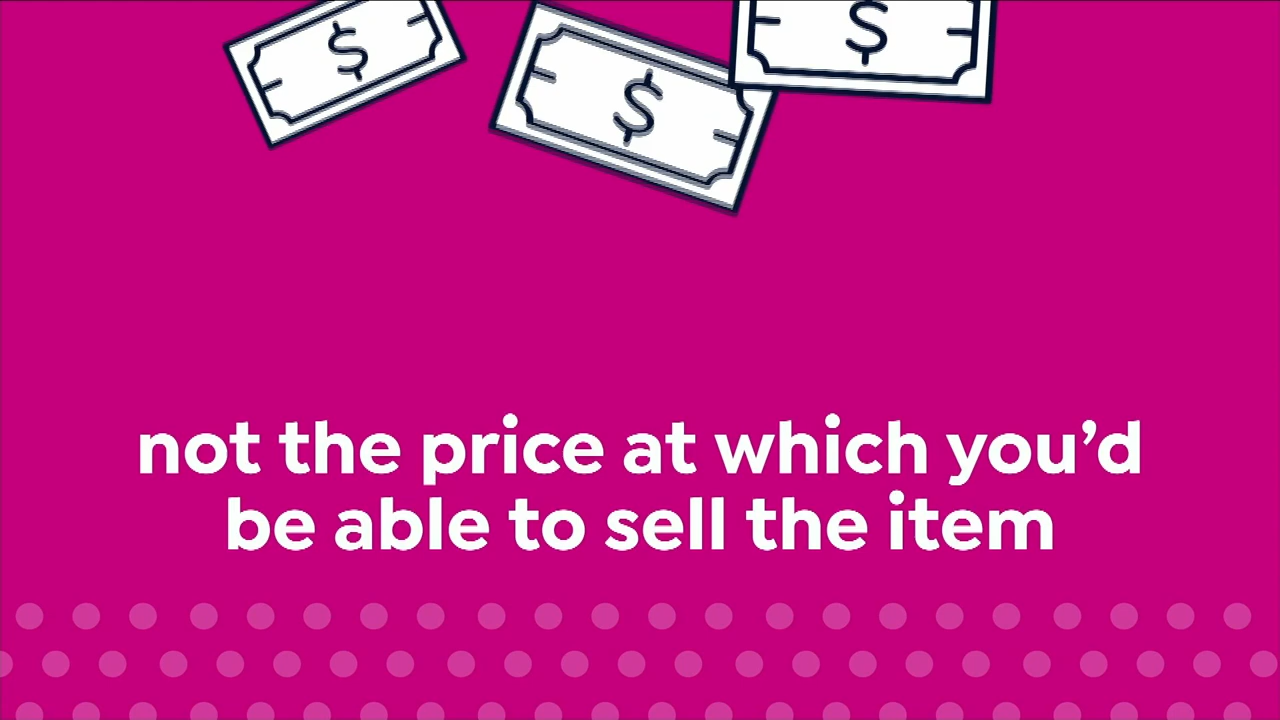 $
$
$
not the price at which you’d
be able to sell the item